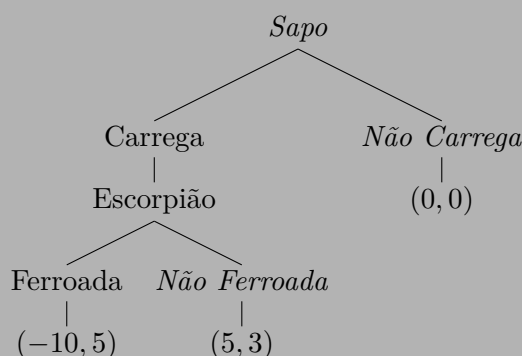 Sapo
Carrega Não Carrega
Escorpião (0, 0)
Ferroada Não Ferroada
(−10, 5) (5, 3)